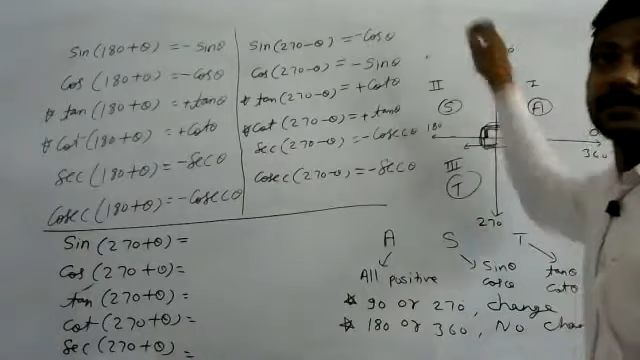 Sin(180+θ) = -Sinθ
Cos(180+θ) = -Cosθ
* tan(180+θ) = +tanθ
* Cot(180+θ) = +Cotθ
Sec(180+θ) = -Secθ
Cosec(180+θ) = -Cosecθ
Sin(270-θ) = -Cosθ
Cos(270-θ) = -Sinθ
* tan(270-θ) = +Cotθ
* Cot(270-θ) = +tanθ
Sec(270-θ) = -Cosecθ
Cosec(270-θ) = -Secθ
II I
S A
180 0
360
III
T
270
Sin(270+θ) =
Cos(270+θ) =
tan(270+θ) =
Cot(270+θ) =
Sec(270+θ) =
A S T
All positive
Sinθ
Cosecθ
tanθ
Cotθ
* 90 or 270, change
* 180 or 360, No